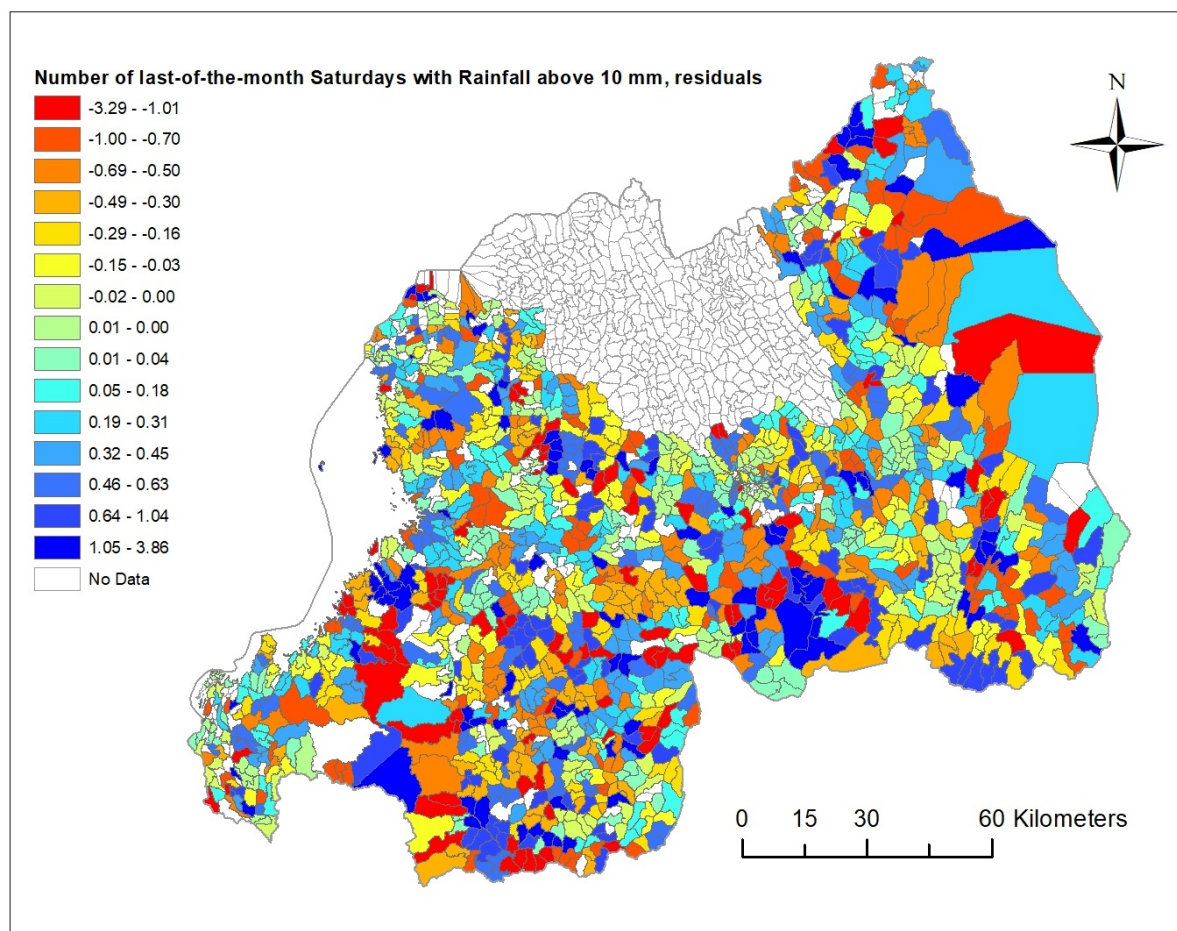 Number of last-of-the-month Saturdays with Rainfall above 10 mm, residuals
-3.29 - -1.01
-1.00 - -0.70
-0.69 - -0.50
-0.49 - -0.30
-0.29 - -0.16
-0.15 - -0.03
-0.02 - 0.00
0.01 - 0.00
0.01 - 0.04
0.05 - 0.18
0.19 - 0.31
0.32 - 0.45
0.46 - 0.63
0.64 - 1.04
1.05 - 3.86
No Data
N
0 15 30 60 Kilometers